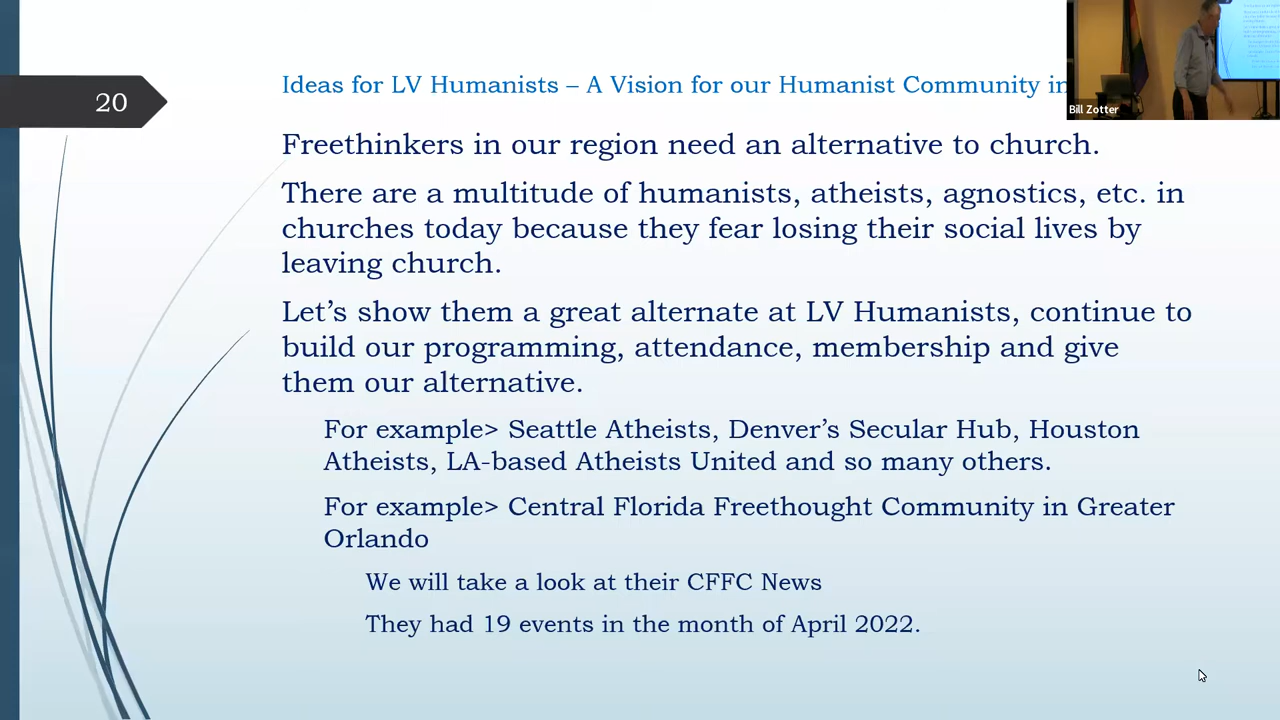 20
Ideas for LV Humanists – A Vision for our Humanist Community in
Bill Zotter
Freethinkers in our region need an alternative to church.
There are a multitude of humanists, atheists, agnostics, etc. in
churches today because they fear losing their social lives by
leaving church.
Let’s show them a great alternate at LV Humanists, continue to
build our programming, attendance, membership and give
them our alternative.
For example> Seattle Atheists, Denver’s Secular Hub, Houston
Atheists, LA-based Atheists United and so many others.
For example> Central Florida Freethought Community in Greater
Orlando
We will take a look at their CFFC News
They had 19 events in the month of April 2022.